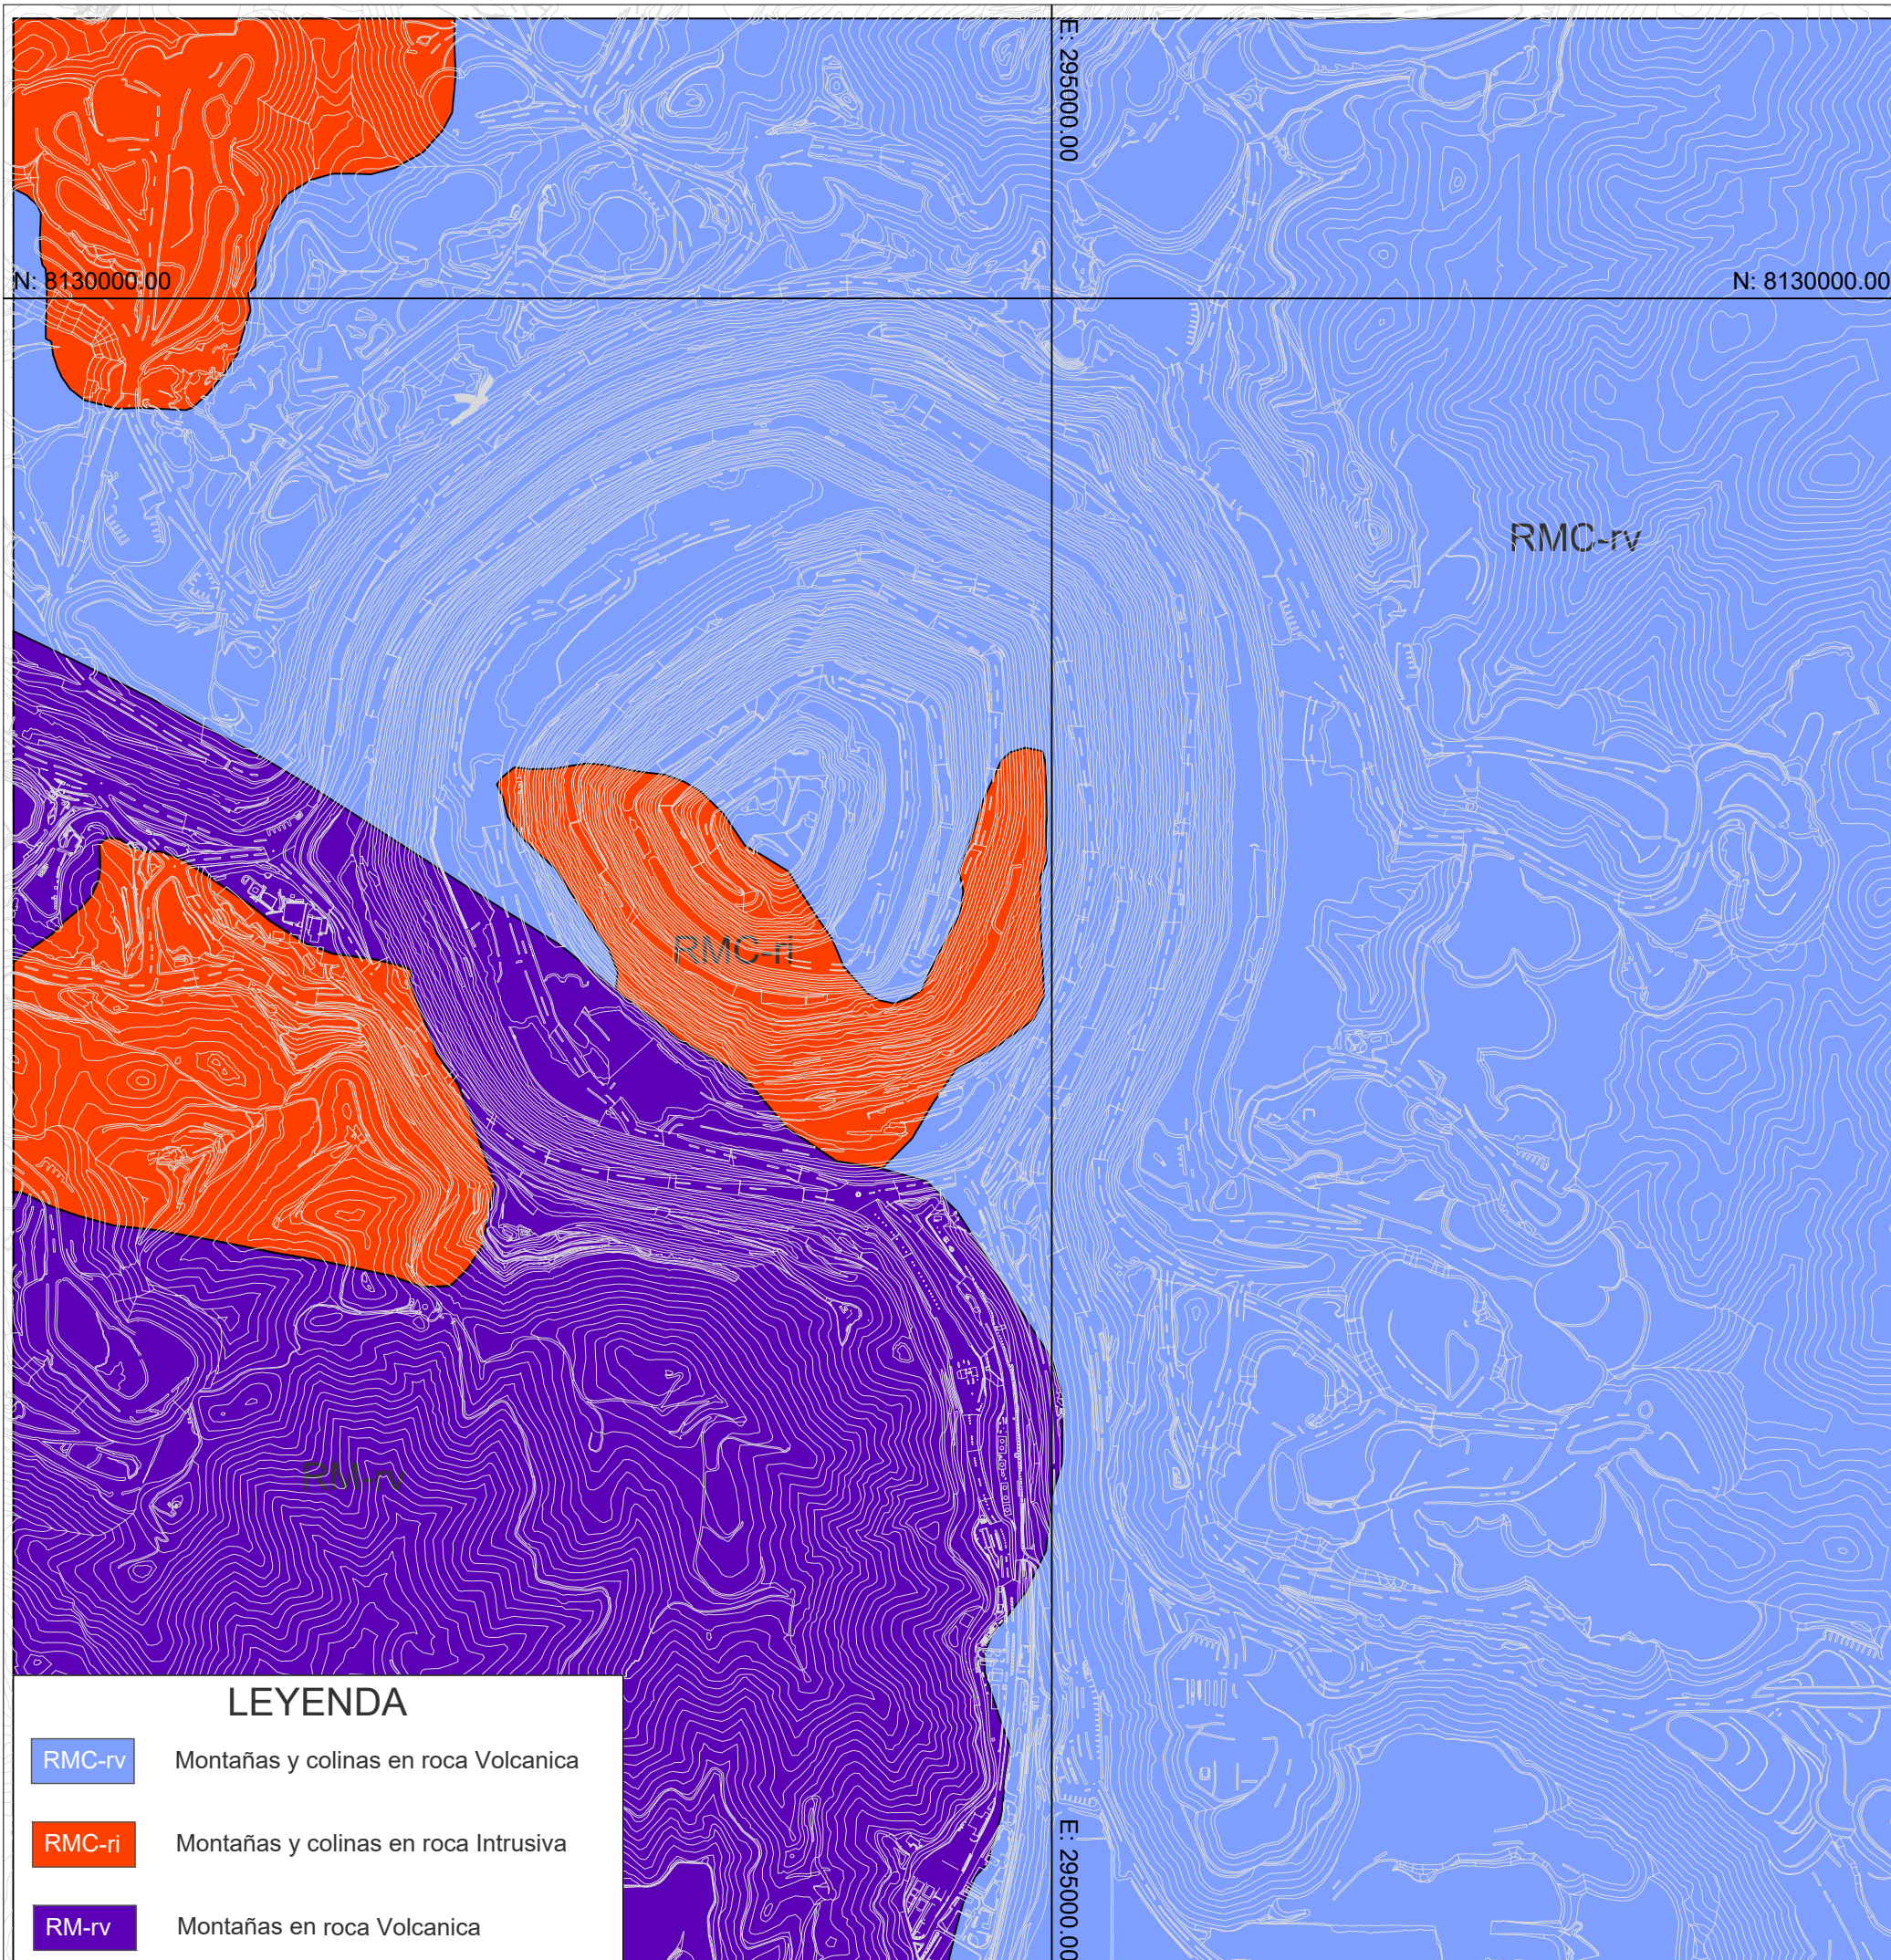 E: 295000.00
N: 8130000.00
N: 8130000.00
RMC-rv
RMC-ri
RM-rv
LEYENDA
RMC-rv Montañas y colinas en roca Volcanica
RMC-ri Montañas y colinas en roca Intrusiva
RM-rv Montañas en roca Volcanica
E: 295000.00